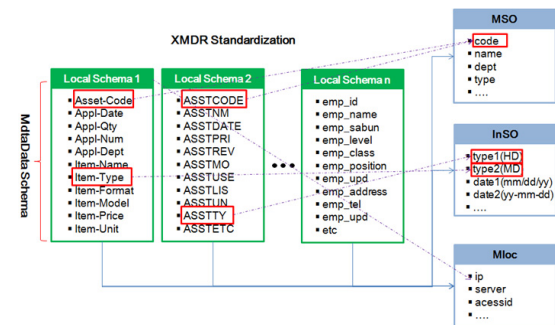 XMDR Standardization
MdtaData Schema
Local Schema 1
Asset-Code
Appl-Date
Appl-Qty
Appl-Num
Appl-Dept
Item-Name
Item-Type
Item-Format
Item-Model
Item-Price
Item-Unit
Local Schema 2
ASSTCODE
ASSTNM
ASSTDATE
ASSTPRI
ASSTREV
ASSTMO
ASSTUSE
ASSTLIS
ASSTUN
ASSTTY
ASSTETC
Local Schema n
emp_id
emp_name
emp_sabun
emp_level
emp_class
emp_position
emp_upd
emp_address
emp_tel
emp_upd
etc
MSO
code
name
dept
type
....
InSO
type1(HD)
type2(MD)
date1(mm/dd/yy)
date2(yy-mm-dd)
....
Mloc
ip
server
acessid
....